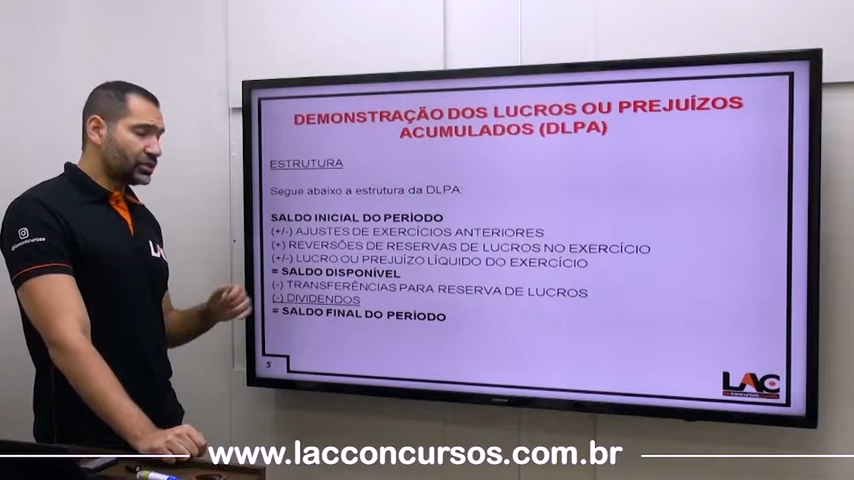 DEMONSTRAÇÃO DOS LUCROS OU PREJUÍZOS
ACUMULADOS (DLPA)
ESTRUTURA
Segue abaixo a estrutura da DLPA:
SALDO INICIAL DO PERÍODO
(+/-) AJUSTES DE EXERCÍCIOS ANTERIORES
(+) REVERSÕES DE RESERVAS DE LUCROS NO EXERCÍCIO
(+/-) LUCRO OU PREJUÍZO LÍQUIDO DO EXERCÍCIO
= SALDO DISPONÍVEL
(-) TRANSFERÊNCIAS PARA RESERVA DE LUCROS
(-) DIVIDENDOS
= SALDO FINAL DO PERÍODO
5
LAC
www.lacconcursos.com.br